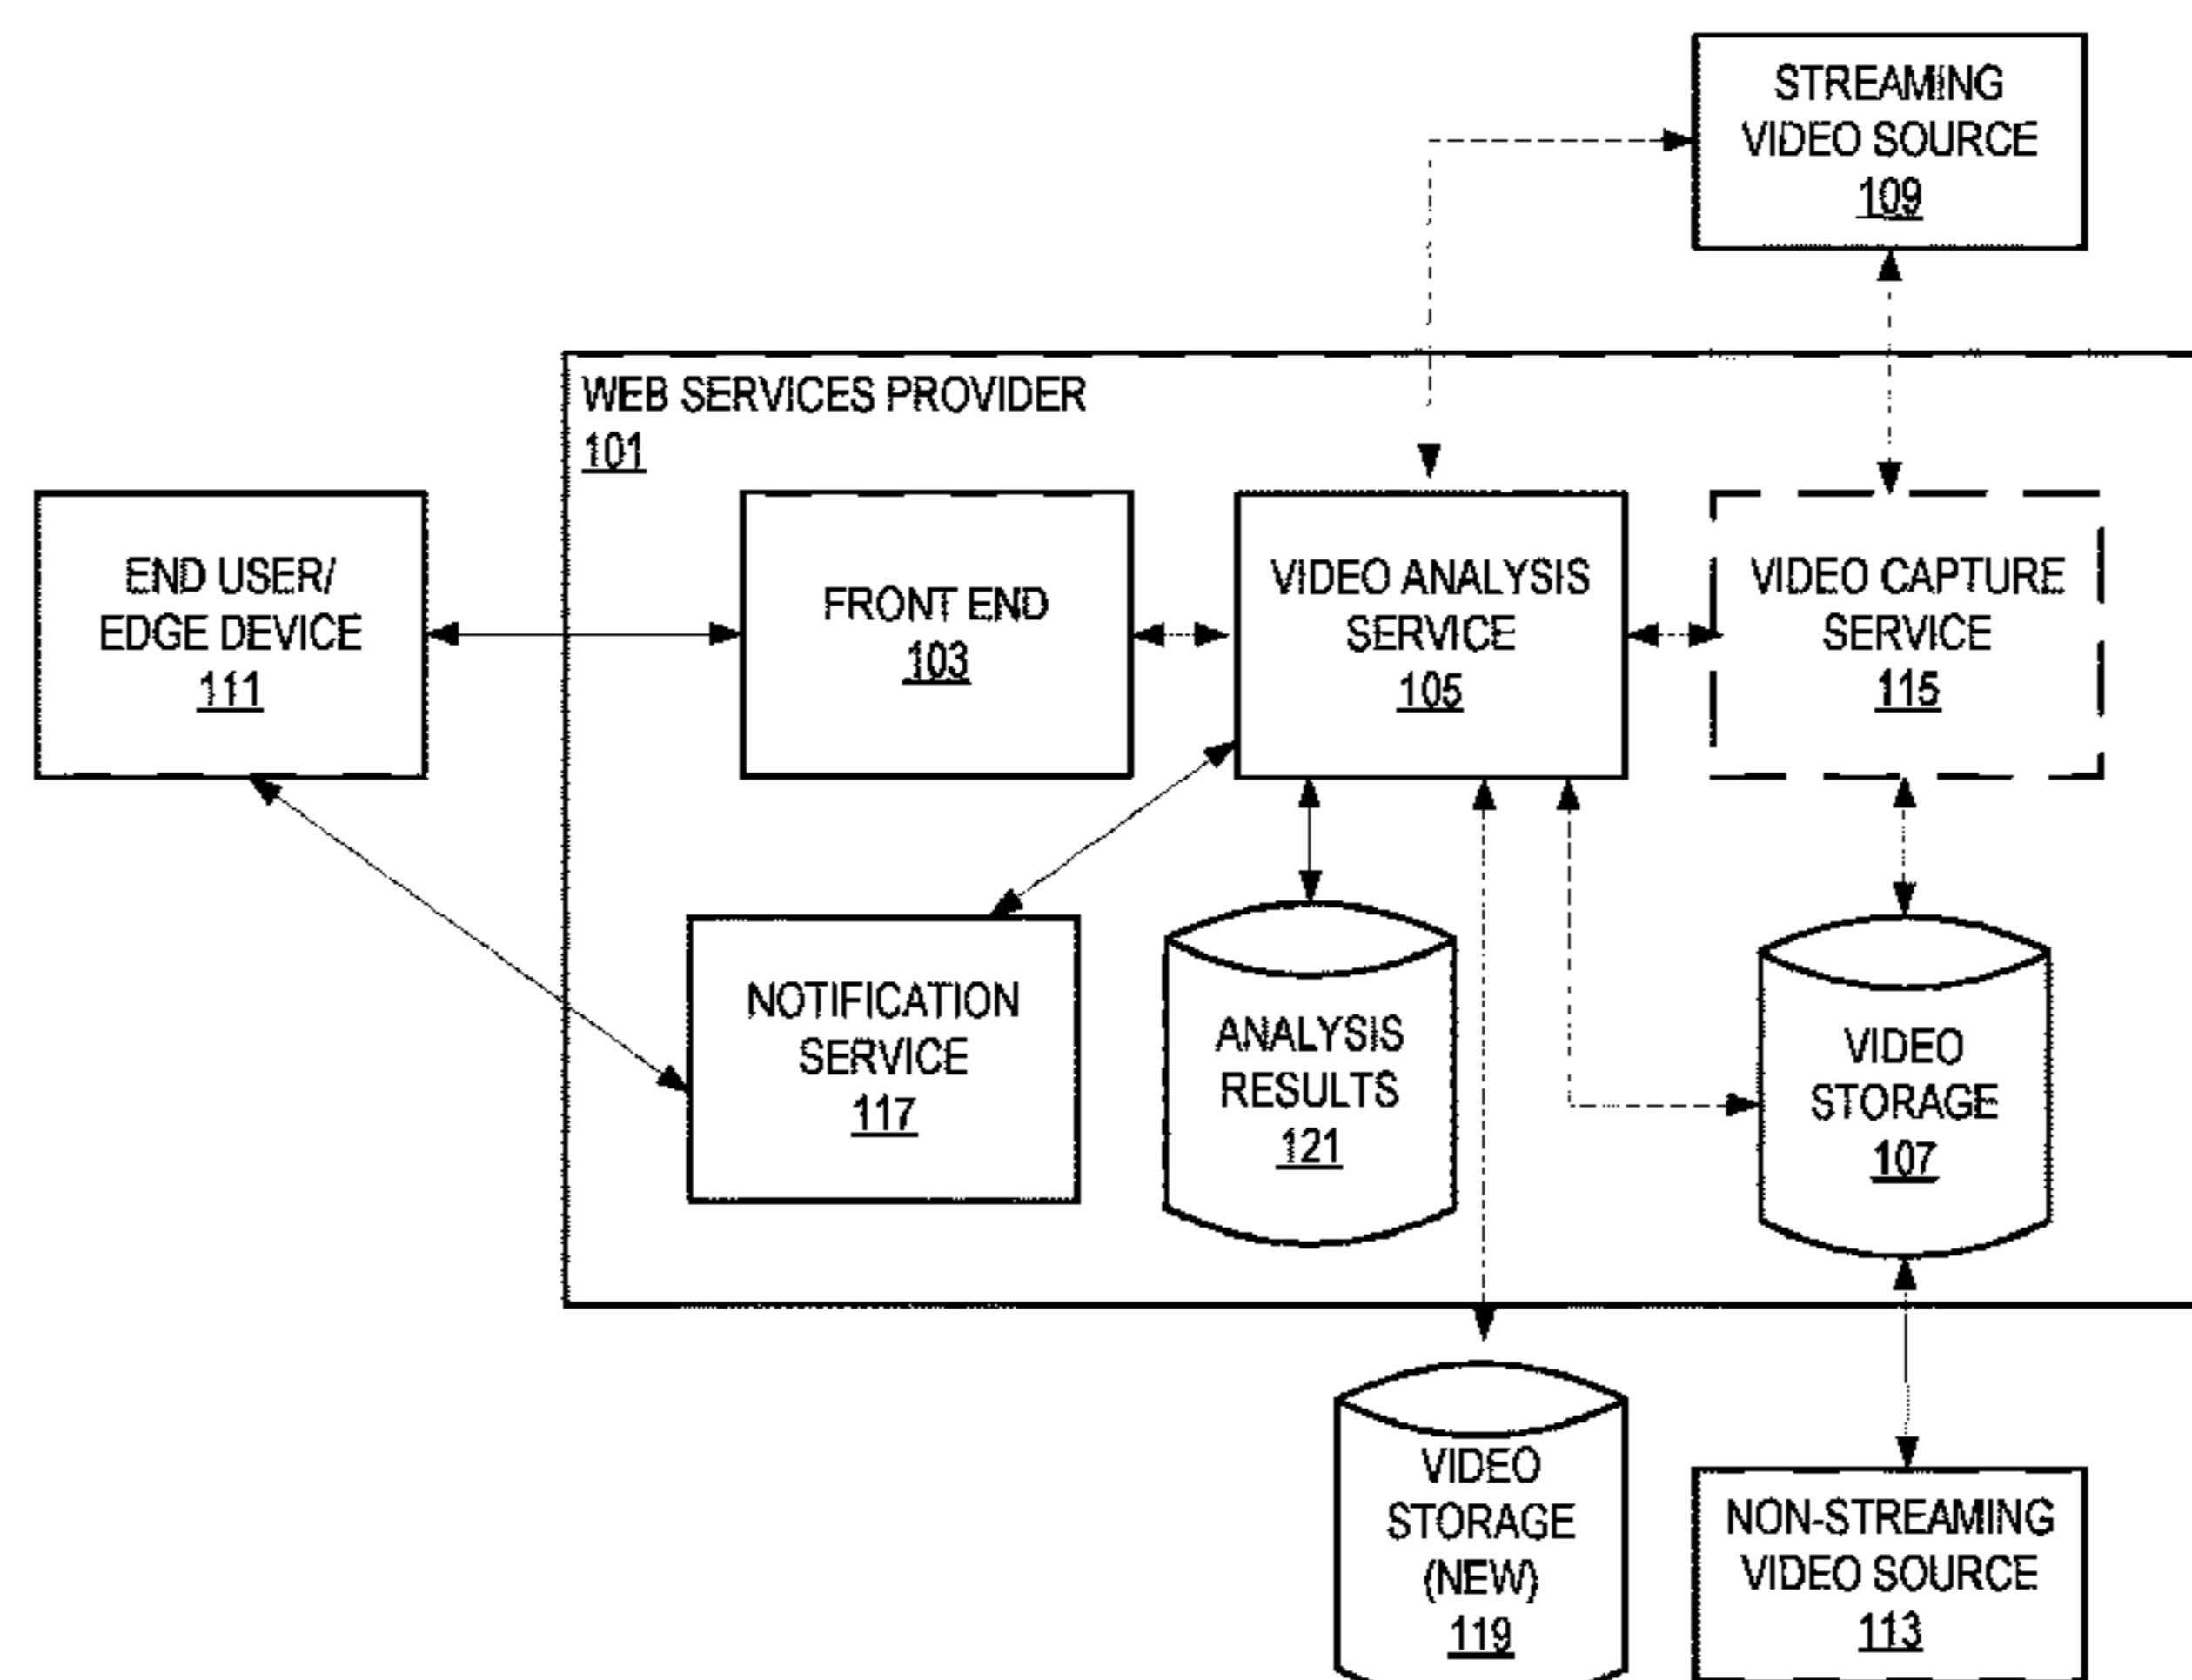 STREAMING
VIDEO SOURCE
109
WEB SERVICES PROVIDER
101
END USER/
EDGE DEVICE
111
FRONT END
103
VIDEO ANALYSIS
SERVICE
105
VIDEO CAPTURE
SERVICE
115
NOTIFICATION
SERVICE
117
ANALYSIS
RESULTS
121
VIDEO
STORAGE
107
VIDEO
STORAGE
(NEW)
119
NON-STREAMING
VIDEO SOURCE
113